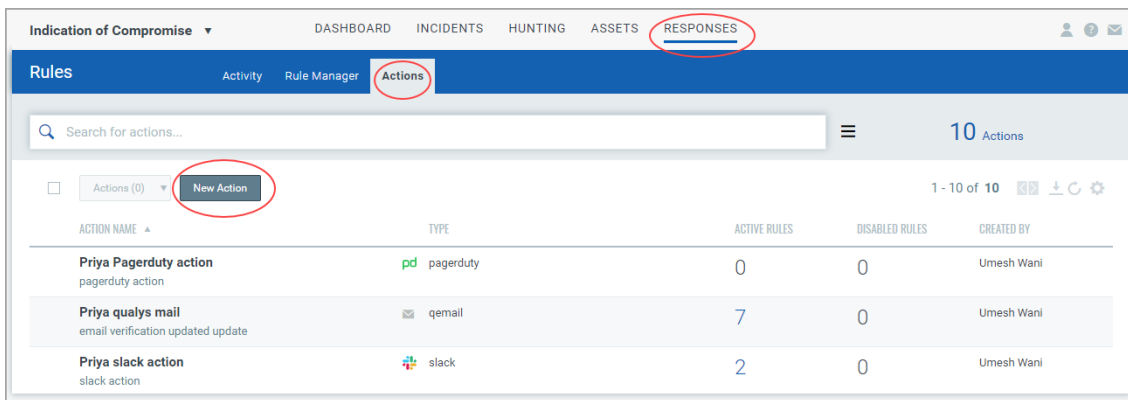 Indication of Compromise ▼ DASHBOARD INCIDENTS HUNTING ASSETS RESPONSES
Rules Activity Rule Manager Actions
Search for actions... 10 Actions
Actions (0) ▼ New Action 1 - 10 of 10
ACTION NAME ▲ TYPE ACTIVE RULES DISABLED RULES CREATED BY
Priya Pagerduty action pd pagerduty 0 0 Umesh Wani
pagerduty action
Priya qualys mail qemail 7 0 Umesh Wani
email verification updated update
Priya slack action slack 2 0 Umesh Wani
slack action